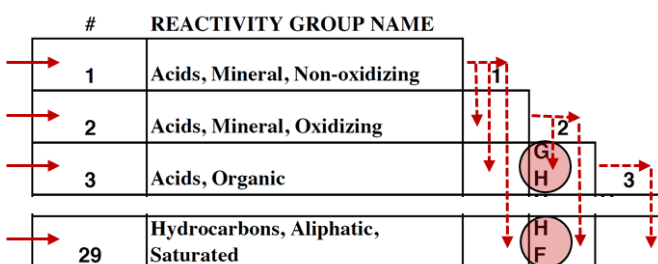 # REACTIVITY GROUP NAME
1 Acids, Mineral, Non-oxidizing 1
2 Acids, Mineral, Oxidizing 2
G
3 Acids, Organic H 3
Hydrocarbons, Aliphatic, H
29 Saturated F